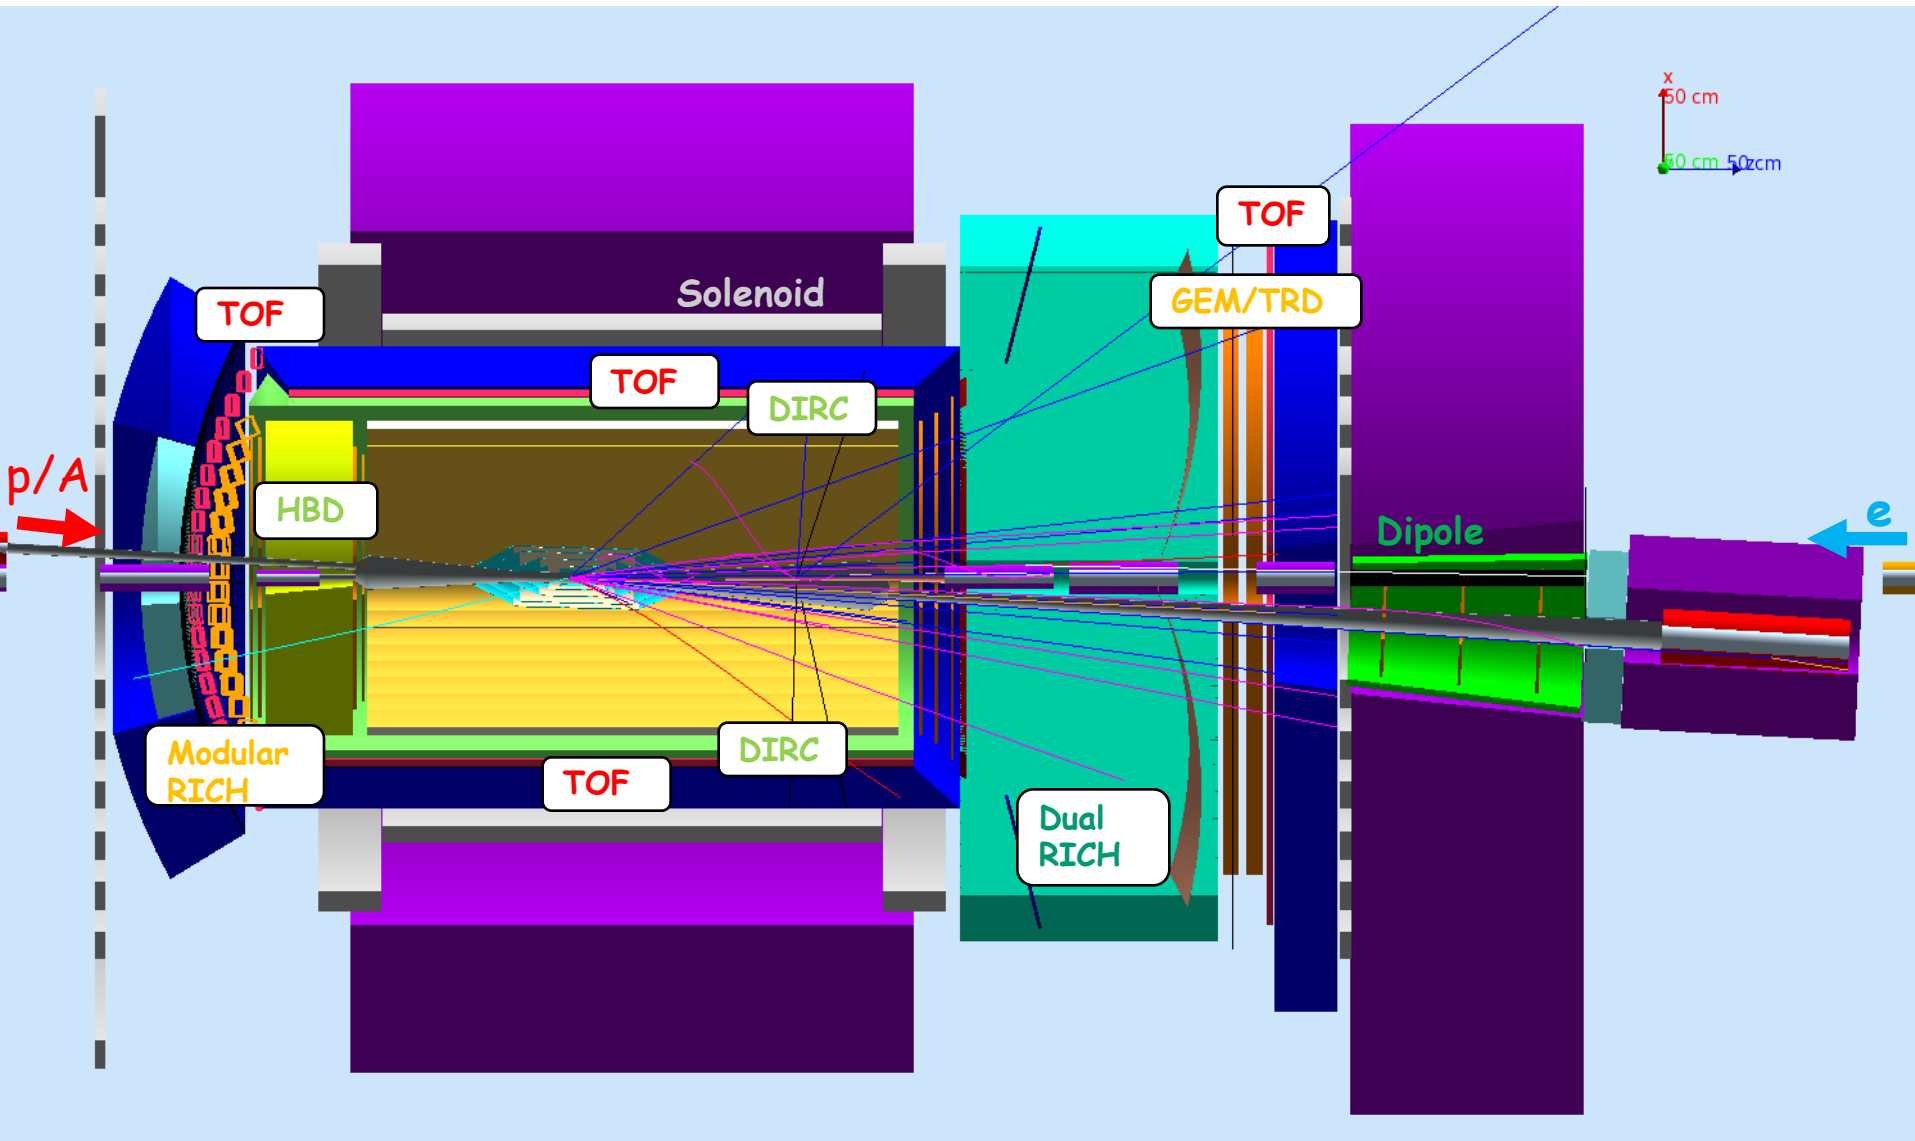 x
50 cm
50 cm
50 cm
TOF
Solenoid
GEM/TRD
TOF
TOF
DIRC
p/A
HBD
e
Dipole
DIRC
Modular
RICH
TOF
Dual
RICH